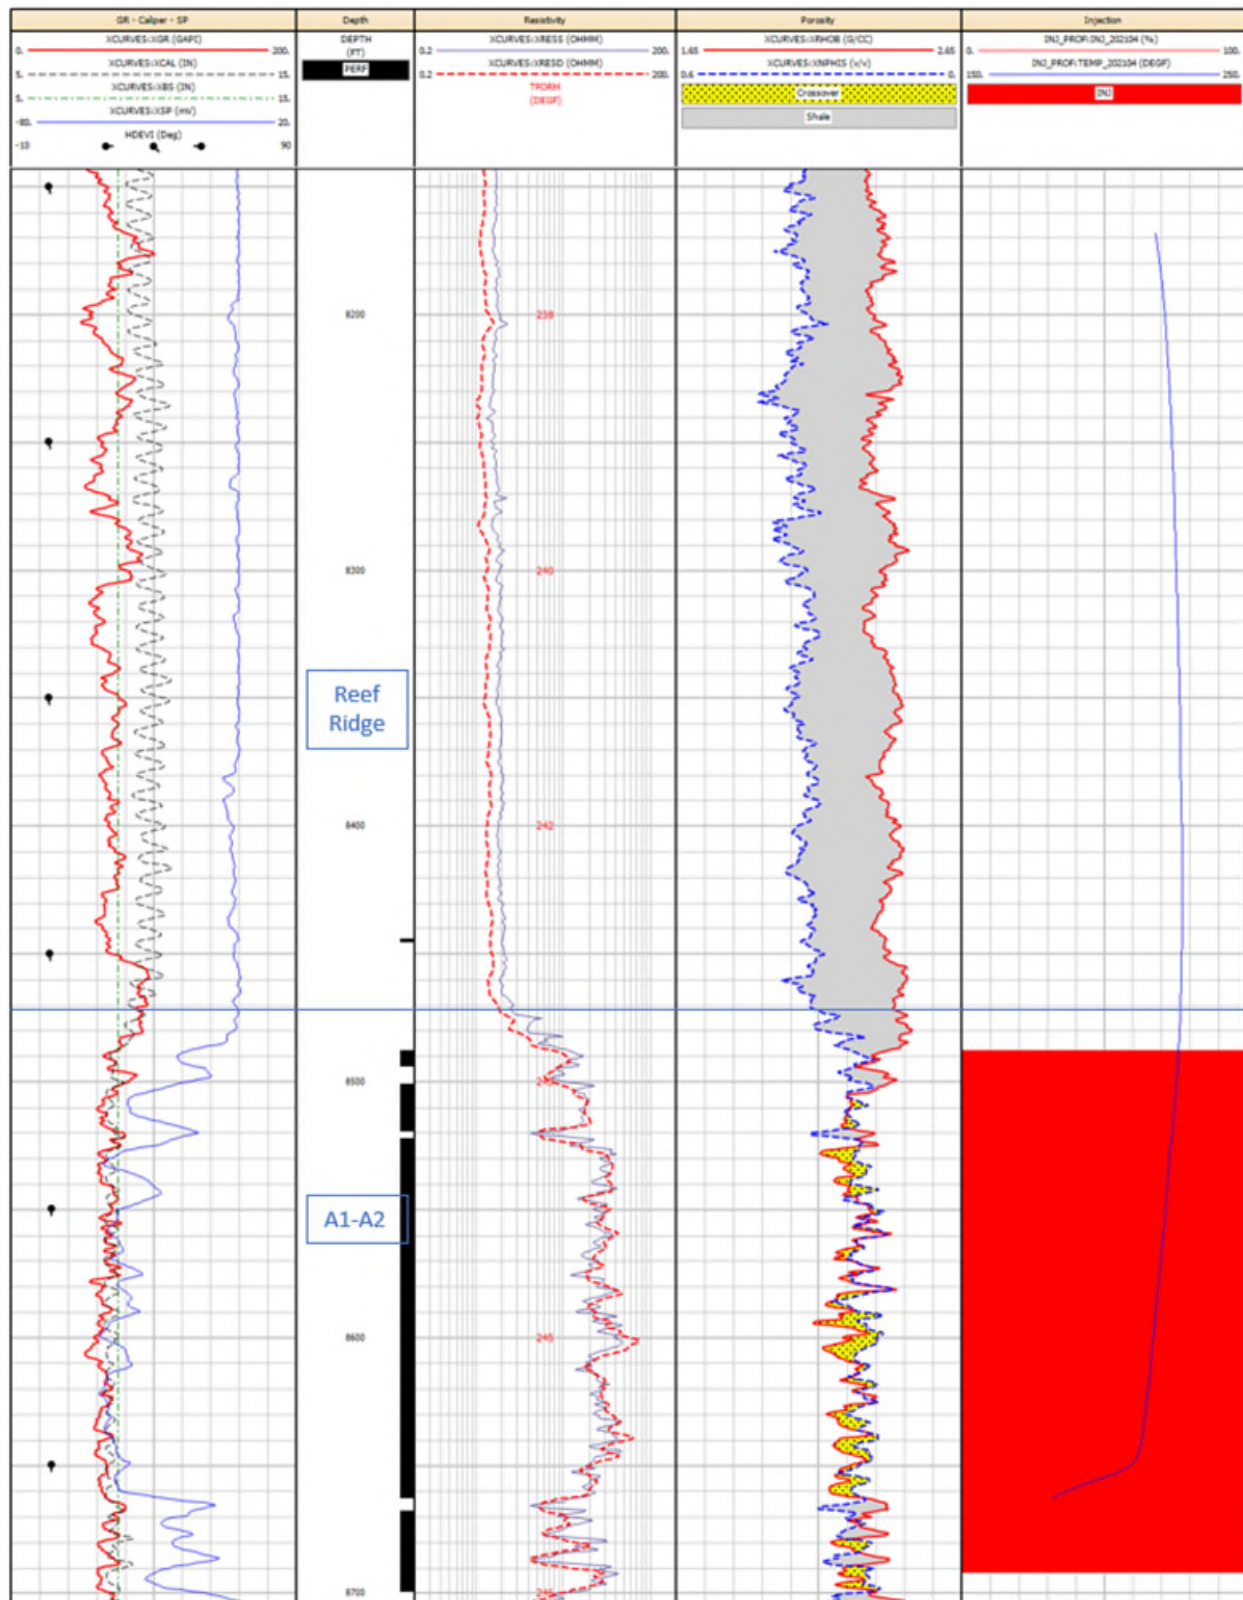 GR - Caliper - SP
Depth
Resistivity
Porosity
Injection
XCURVES:XGR (GAPI)
0. 200.
XCURVES:XCAL (IN)
5. 15.
XCURVES:XBS (IN)
5. 15.
XCURVES:XSP (mV)
-80. 20.
HDEVI (Deg)
-10 90
DEPTH
(FT)
PERF
XCURVES:XRESS (OHMM)
0.2 200.
XCURVES:XRESD (OHMM)
0.2 200.
TFORM
(DEGF)
XCURVES:XRHOB (G/CC)
1.65 2.65
XCURVES:XNPHIS (v/v)
0.6 0.
Crossover
Shale
INJ_PROF:INJ_202104 (%)
0. 100.
INJ_PROF:TEMP_202104 (DEGF)
150. 250.
INJ
8200 238
8300 240
Reef
Ridge
8400 242
8500
A1-A2
8600 245
8700